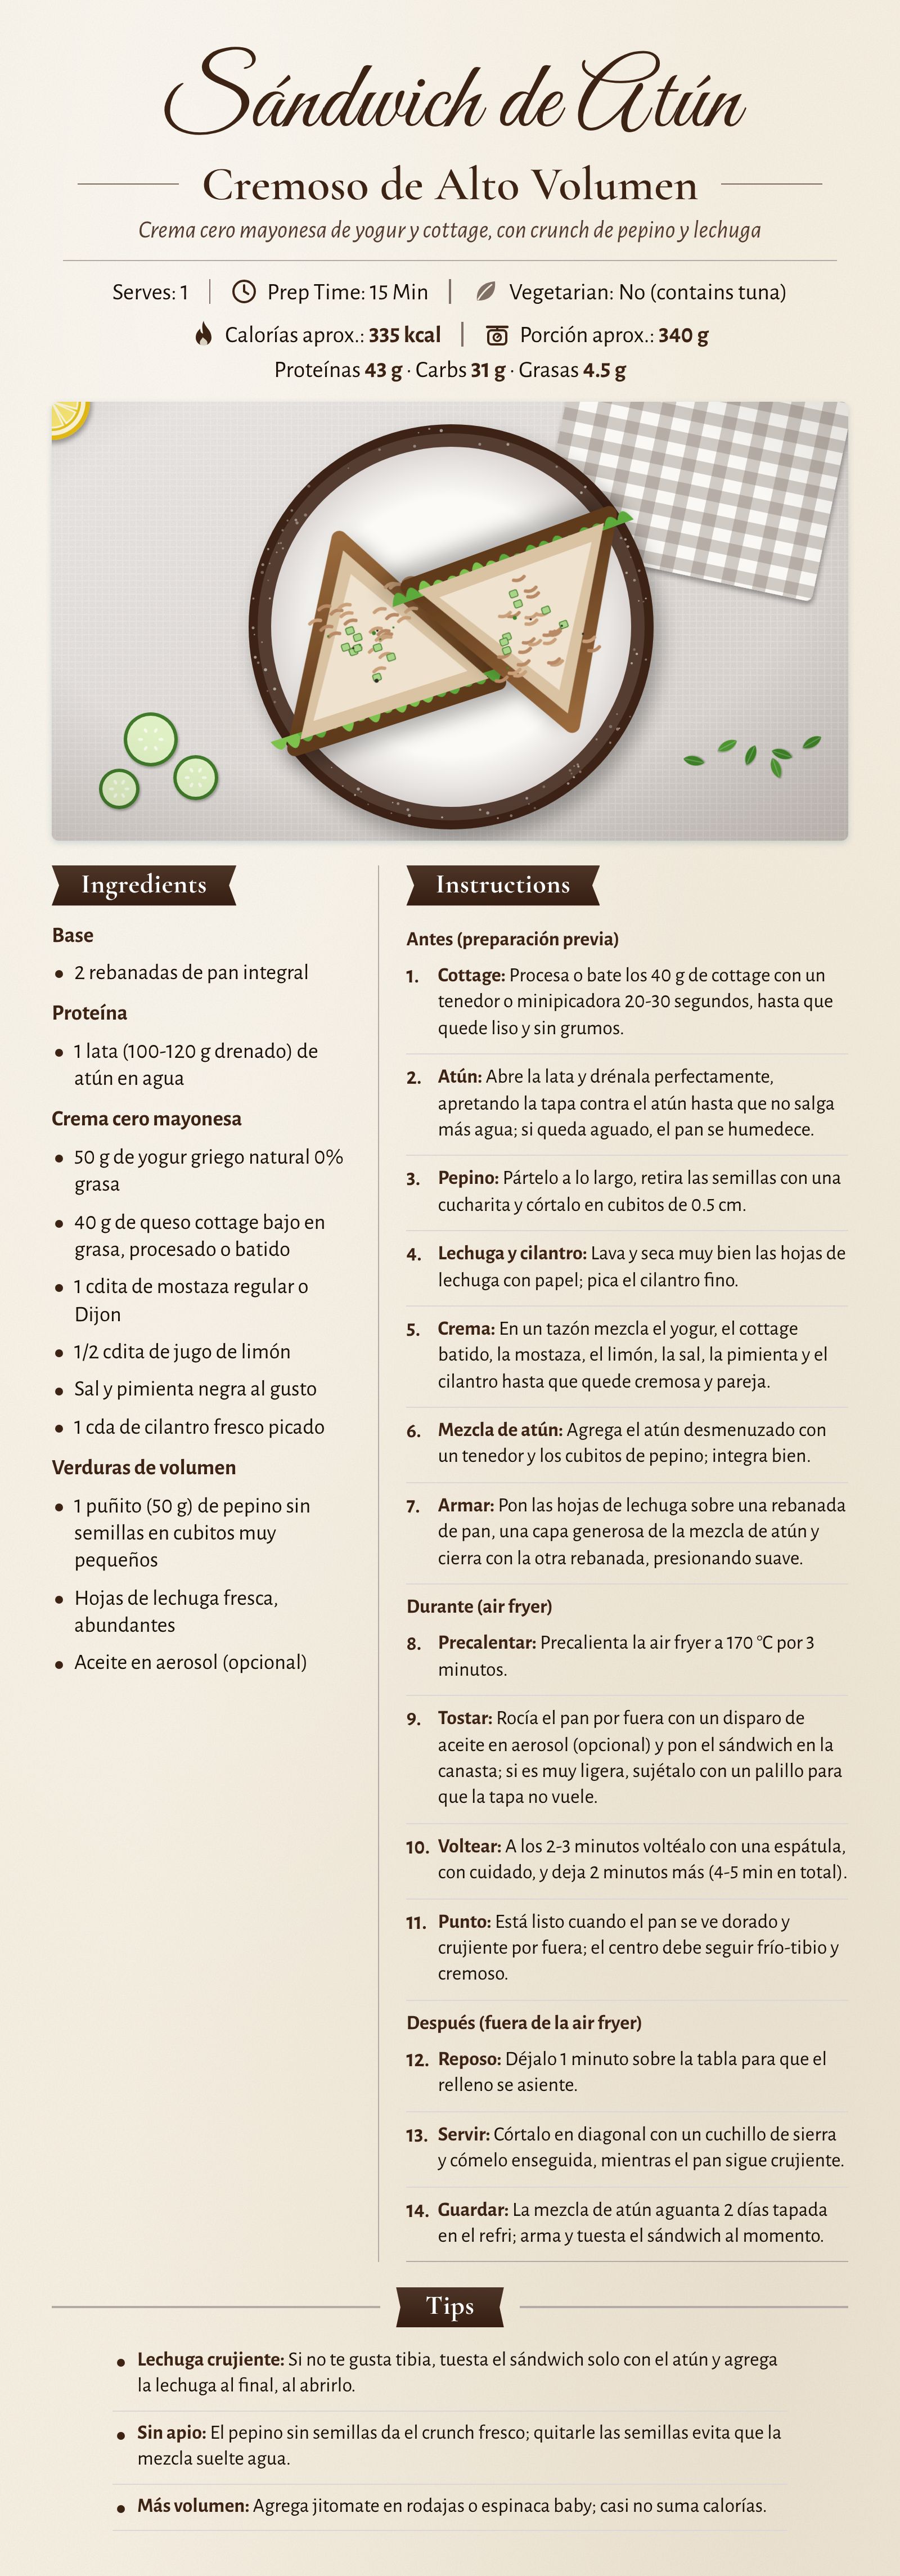 Sándwich de Atún
Cremoso de Alto Volumen
Crema cero mayonesa de yogur y cottage, con crunch de pepino y lechuga
Serves: 1 | Prep Time: 15 Min | Vegetarian: No (contains tuna)
Calorías aprox.: 335 kcal | Porción aprox.: 340 g
Proteínas 43 g · Carbs 31 g · Grasas 4.5 g
Ingredients
Base
• 2 rebanadas de pan integral
Proteína
• 1 lata (100-120 g drenado) de
atún en agua
Crema cero mayonesa
• 50 g de yogur griego natural 0%
grasa
• 40 g de queso cottage bajo en
grasa, procesado o batido
• 1 cdita de mostaza regular o
Dijon
• 1/2 cdita de jugo de limón
• Sal y pimienta negra al gusto
• 1 cda de cilantro fresco picado
Verduras de volumen
• 1 puñito (50 g) de pepino sin
semillas en cubitos muy
pequeños
• Hojas de lechuga fresca,
abundantes
• Aceite en aerosol (opcional)
Instructions
Antes (preparación previa)
1. Cottage: Procesa o bate los 40 g de cottage con un
tenedor o minipicadora 20-30 segundos, hasta que
quede liso y sin grumos.
2. Atún: Abre la lata y drénala perfectamente,
apretando la tapa contra el atún hasta que no salga
más agua; si queda aguado, el pan se humedece.
3. Pepino: Pártelo a lo largo, retira las semillas con una
cucharita y córtalo en cubitos de 0.5 cm.
4. Lechuga y cilantro: Lava y seca muy bien las hojas de
lechuga con papel; pica el cilantro fino.
5. Crema: En un tazón mezcla el yogur, el cottage
batido, la mostaza, el limón, la sal, la pimienta y el
cilantro hasta que quede cremosa y pareja.
6. Mezcla de atún: Agrega el atún desmenuzado con
un tenedor y los cubitos de pepino; integra bien.
7. Armar: Pon las hojas de lechuga sobre una rebanada
de pan, una capa generosa de la mezcla de atún y
cierra con la otra rebanada, presionando suave.
Durante (air fryer)
8. Precalentar: Precalienta la air fryer a 170 °C por 3
minutos.
9. Tostar: Rocía el pan por fuera con un disparo de
aceite en aerosol (opcional) y pon el sándwich en la
canasta; si es muy ligera, sujétalo con un palillo para
que la tapa no vuele.
10. Voltear: A los 2-3 minutos voltéalo con una espátula,
con cuidado, y deja 2 minutos más (4-5 min en total).
11. Punto: Está listo cuando el pan se ve dorado y
crujiente por fuera; el centro debe seguir frío-tibio y
cremoso.
Después (fuera de la air fryer)
12. Reposo: Déjalo 1 minuto sobre la tabla para que el
relleno se asiente.
13. Servir: Córtalo en diagonal con un cuchillo de sierra
y cómelo enseguida, mientras el pan sigue crujiente.
14. Guardar: La mezcla de atún aguanta 2 días tapada
en el refri; arma y tuesta el sándwich al momento.
Tips
• Lechuga crujiente: Si no te gusta tibia, tuesta el sándwich solo con el atún y agrega
la lechuga al final, al abrirlo.
• Sin apio: El pepino sin semillas da el crunch fresco; quitarle las semillas evita que la
mezcla suelte agua.
• Más volumen: Agrega jitomate en rodajas o espinaca baby; casi no suma calorías.